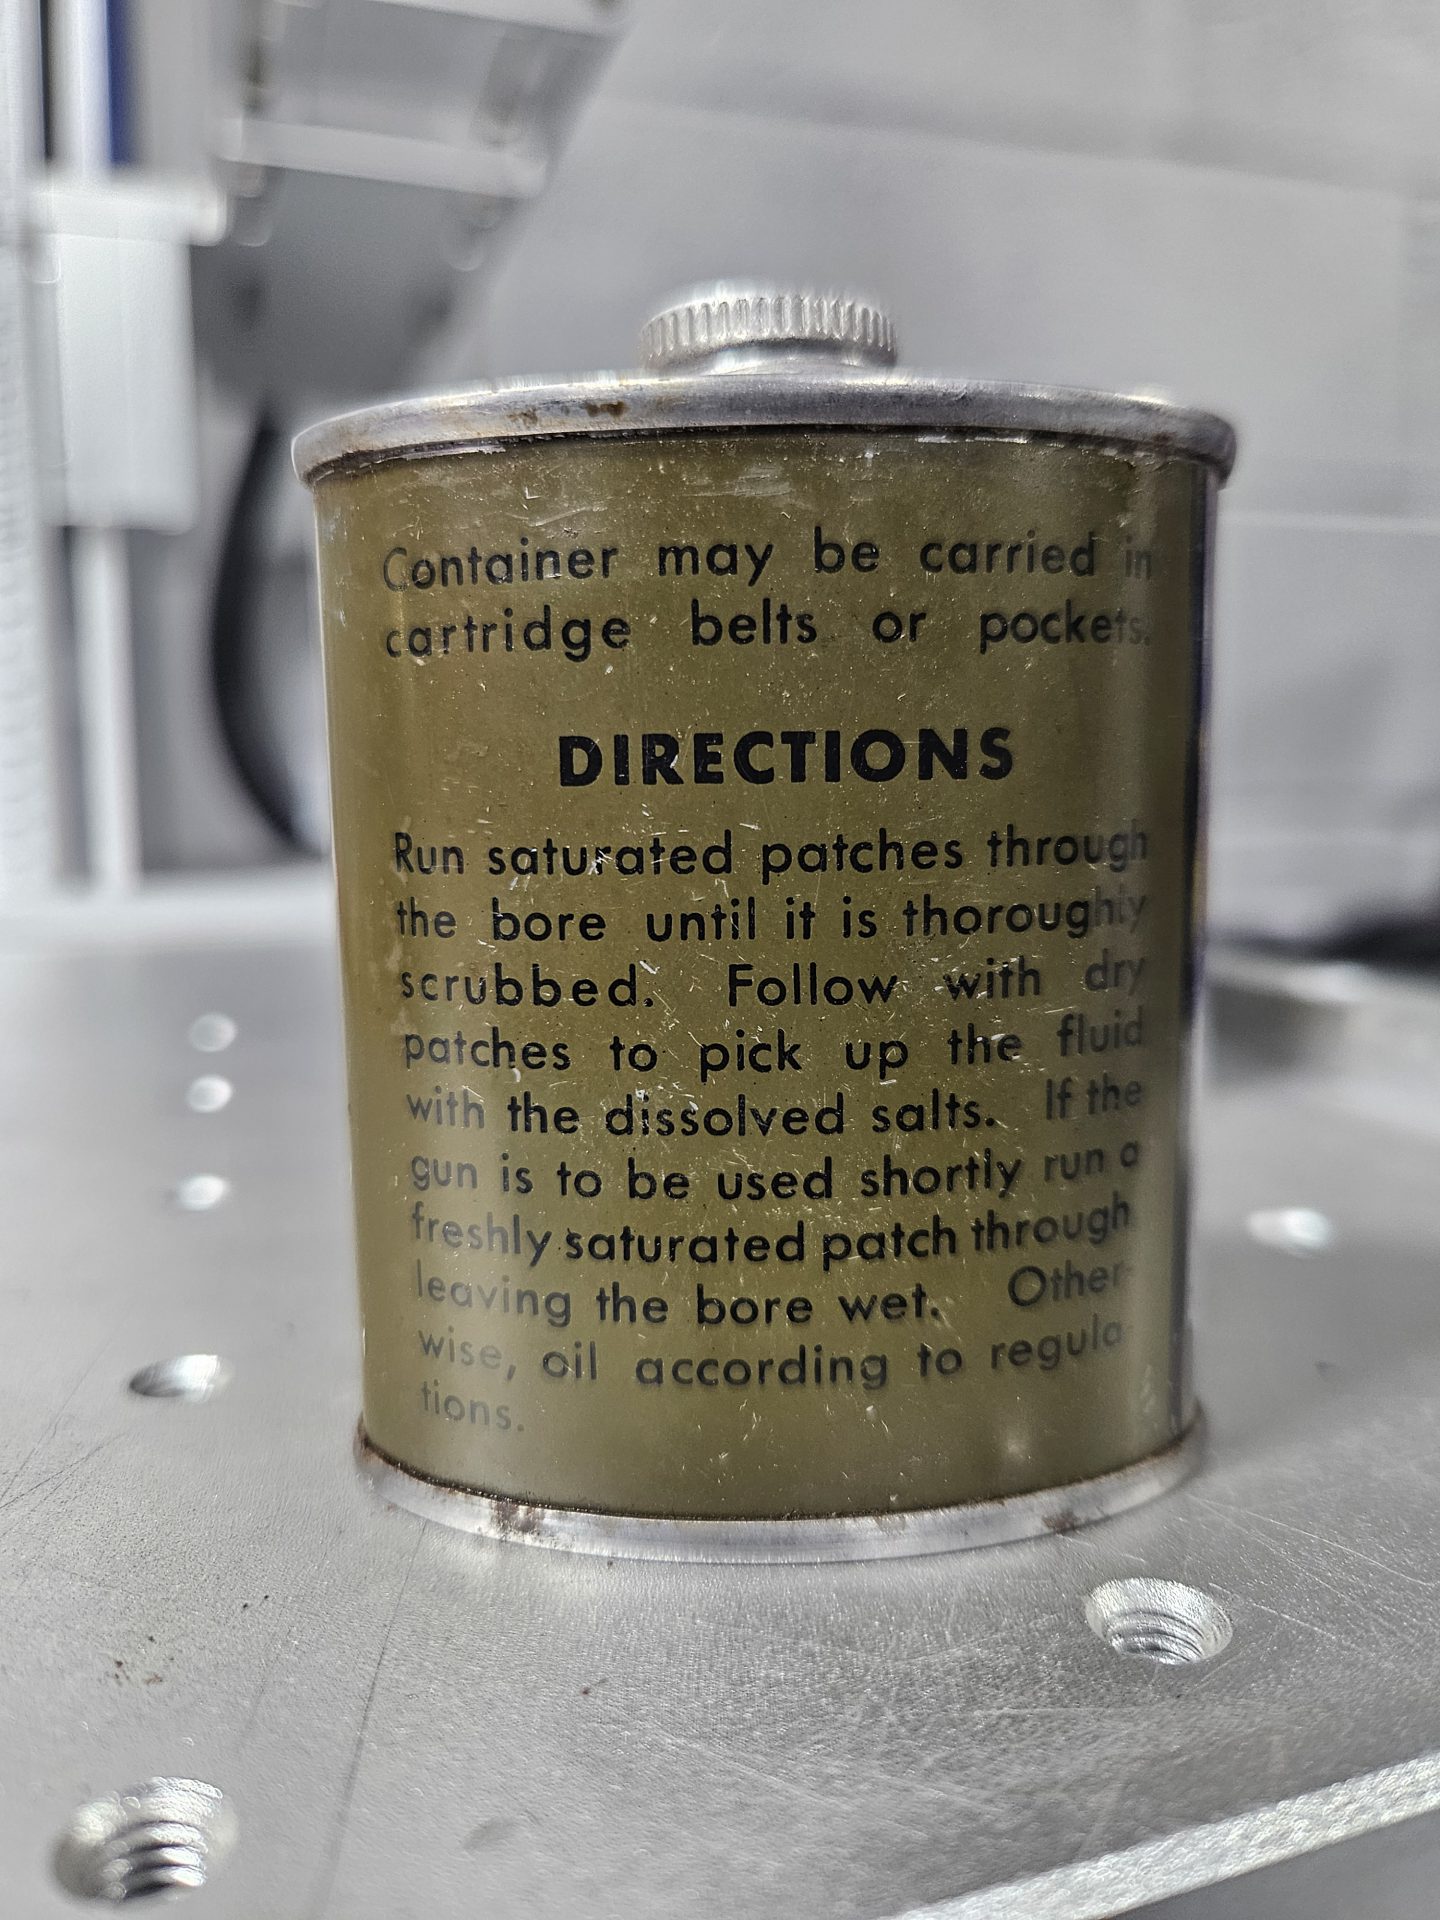 Container may be carried in
cartridge belts or pockets.
DIRECTIONS
Run saturated patches through
the bore until it is thoroughly
scrubbed. Follow with dry
patches to pick up the fluid
with the dissolved salts. If the
gun is to be used shortly run a
freshly saturated patch through
leaving the bore wet. Other-
wise, oil according to regula-
tions.